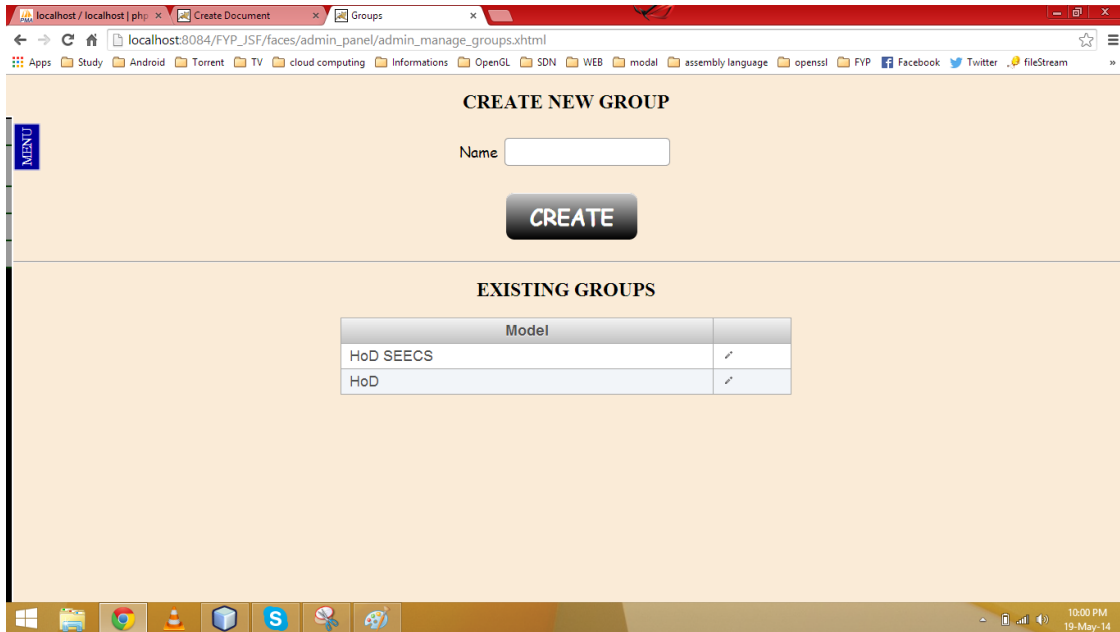 localhost / localhost | php
Create Document
Groups
localhost:8084/FYP_JSF/faces/admin_panel/admin_manage_groups.xhtml
Apps Study Android Torrent TV cloud computing Informations OpenGL SDN WEB modal assembly language openssl FYP Facebook Twitter fileStream »
CREATE NEW GROUP
MENU
Name
CREATE
EXISTING GROUPS
Model
HoD SEECS
HoD
10:00 PM
19-May-14